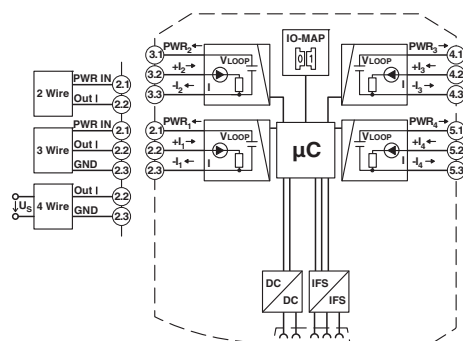 IO-MAP
0 1
3.1 PWR₂
3.2 +I₂
3.3 -I₂
VLOOP
I
PWR₃ 4.1
+I₃ 4.2
-I₃ 4.3
VLOOP
I
2 Wire
PWR IN 2.1
Out I 2.2
3 Wire
PWR IN 2.1
Out I 2.2
GND 2.3
US
4 Wire
Out I 2.2
GND 2.3
2.1 PWR₁
2.2 +I₁
2.3 -I₁
VLOOP
I
µC
PWR₄ 5.1
+I₄ 5.2
-I₄ 5.3
VLOOP
I
DC
DC
IFS
IFS